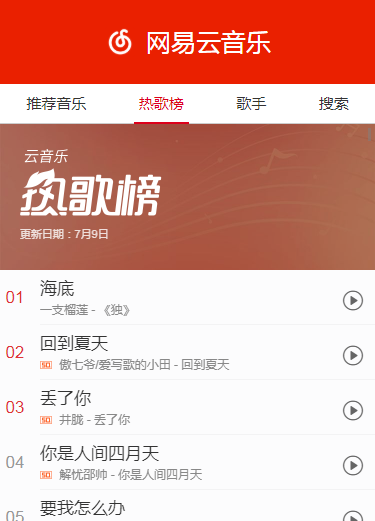 网易云音乐
推荐音乐 热歌榜 歌手 搜索
云音乐
热歌榜
更新日期：7月9日
01 海底
一支榴莲 - 《独》
02 回到夏天
SQ 傲七爷/爱写歌的小田 - 回到夏天
03 丢了你
SQ 井胧 - 丢了你
04 你是人间四月天
SQ 解忧邵帅 - 你是人间四月天
05 要我怎么办